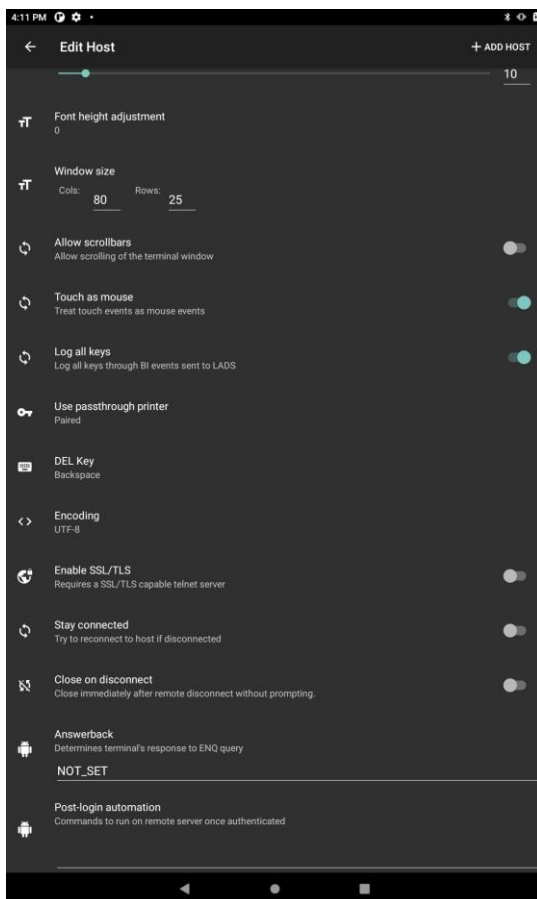 4:11 PM
Edit Host
+ ADD HOST
10
Font height adjustment
0
Window size
Cols: 80 Rows: 25
Allow scrollbars
Allow scrolling of the terminal window
Touch as mouse
Treat touch events as mouse events
Log all keys
Log all keys through BI events sent to LADS
Use passthrough printer
Paired
DEL Key
Backspace
Encoding
UTF-8
Enable SSL/TLS
Requires a SSL/TLS capable telnet server
Stay connected
Try to reconnect to host if disconnected
Close on disconnect
Close immediately after remote disconnect without prompting.
Answerback
Determines terminal's response to ENQ query
NOT_SET
Post-login automation
Commands to run on remote server once authenticated